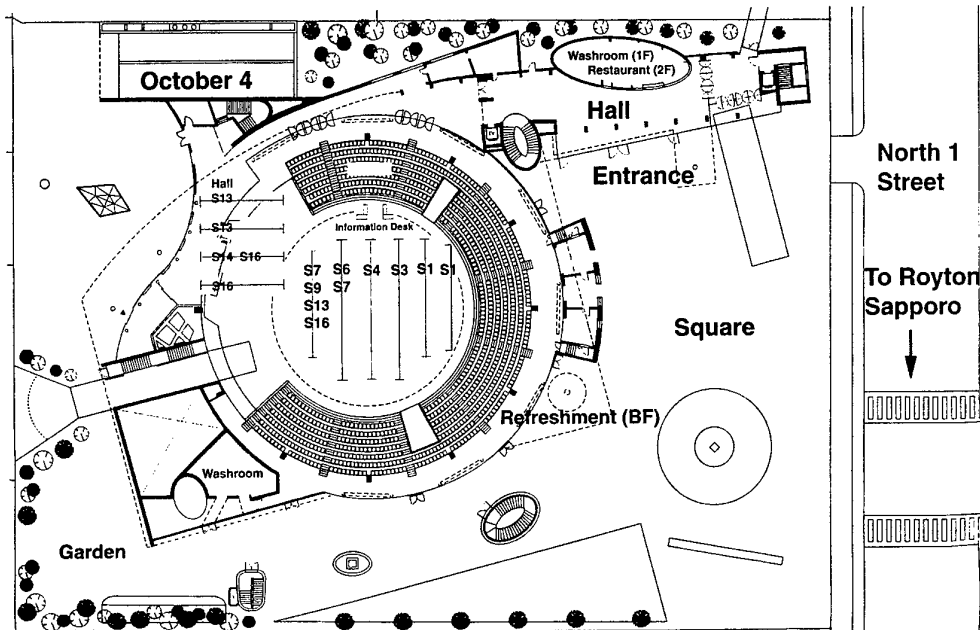 October 4
Washroom (1F)
Restaurant (2F)
Hall
Entrance
North 1
Street
Hall
S13
S13
S14 S16
S16
Information Desk
S7 S6 S4 S3 S1 S1
S9 S7
S13
S16
To Royton
Sapporo
Square
Refreshment (BF)
Washroom
Garden